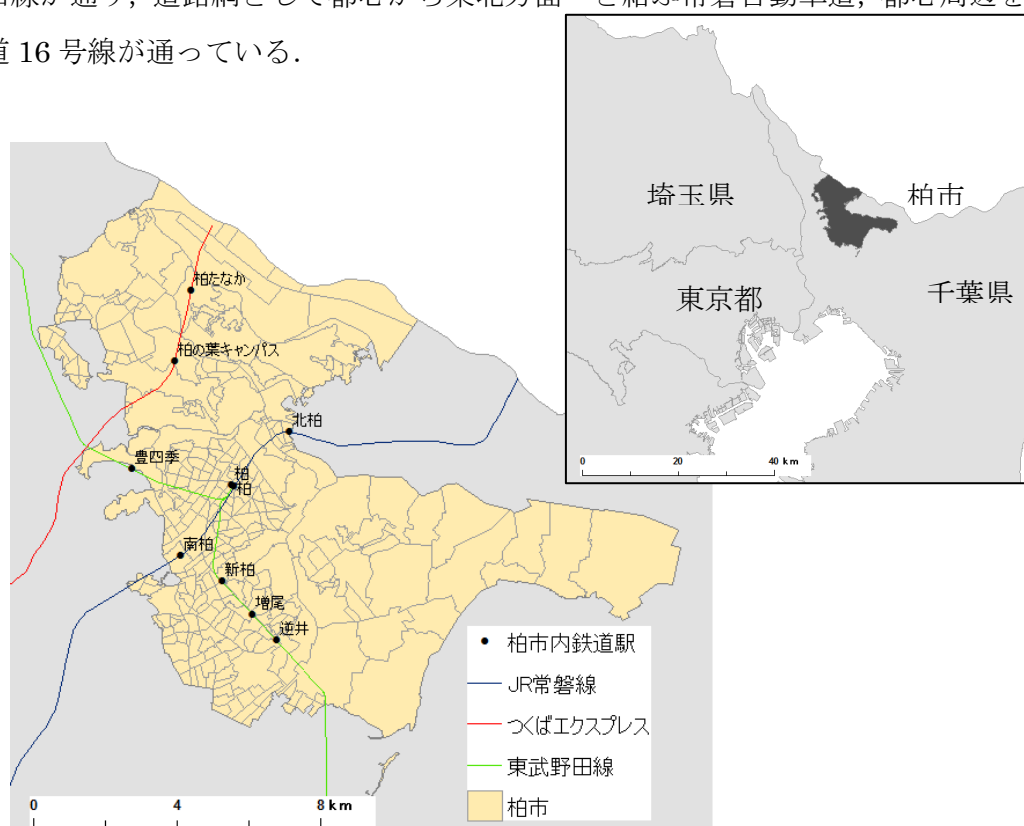 が通り，道路網として都心から東北方面へと結ぶ常磐自動車道，都心周辺を
道 16 号線が通っている．
埼玉県
柏市
東京都
千葉県
0 20 40 km
柏たなか
柏の葉キャンパス
北柏
豊四季
柏
柏
南柏
新柏
増尾
逆井
柏市内鉄道駅
JR常磐線
つくばエクスプレス
東武野田線
柏市
0 4 8 km